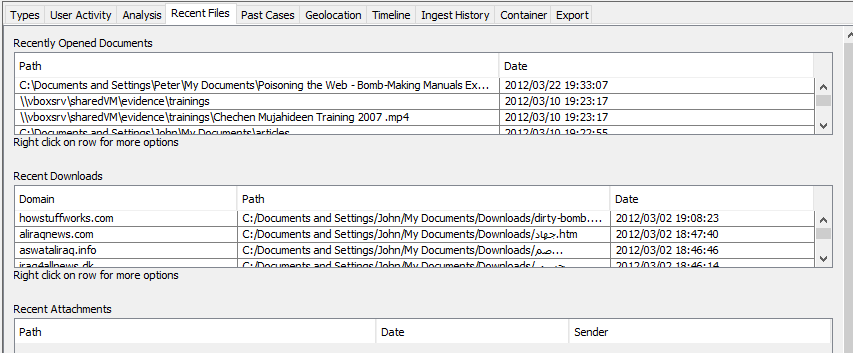 Types User Activity Analysis Recent Files Past Cases Geolocation Timeline Ingest History Container Export
Recently Opened Documents
Path Date
C:\Documents and Settings\Peter\My Documents\Poisoning the Web - Bomb-Making Manuals Ex... 2012/03/22 19:33:07
\\vboxsrv\sharedVM\evidence\trainings 2012/03/10 19:23:17
\\vboxsrv\sharedVM\evidence\trainings\Chechen Mujahideen Training 2007 .mp4 2012/03/10 19:23:17
C:\Documents and Settings\John\My Documents\articles 2012/03/10 19:22:55
Right click on row for more options
Recent Downloads
Domain Path Date
howstuffworks.com C:/Documents and Settings/John/My Documents/Downloads/dirty-bomb.... 2012/03/02 19:08:23
aliraqnews.com C:/Documents and Settings/John/My Documents/Downloads/جهاد.htm 2012/03/02 18:47:40
aswataliraq.info C:/Documents and Settings/John/My Documents/Downloads/صم... 2012/03/02 18:46:46
iraq4allnews.dk C:/Documents and Settings/John/My Documents/Downloads/ 2012/03/02 18:46:14
Right click on row for more options
Recent Attachments
Path Date Sender